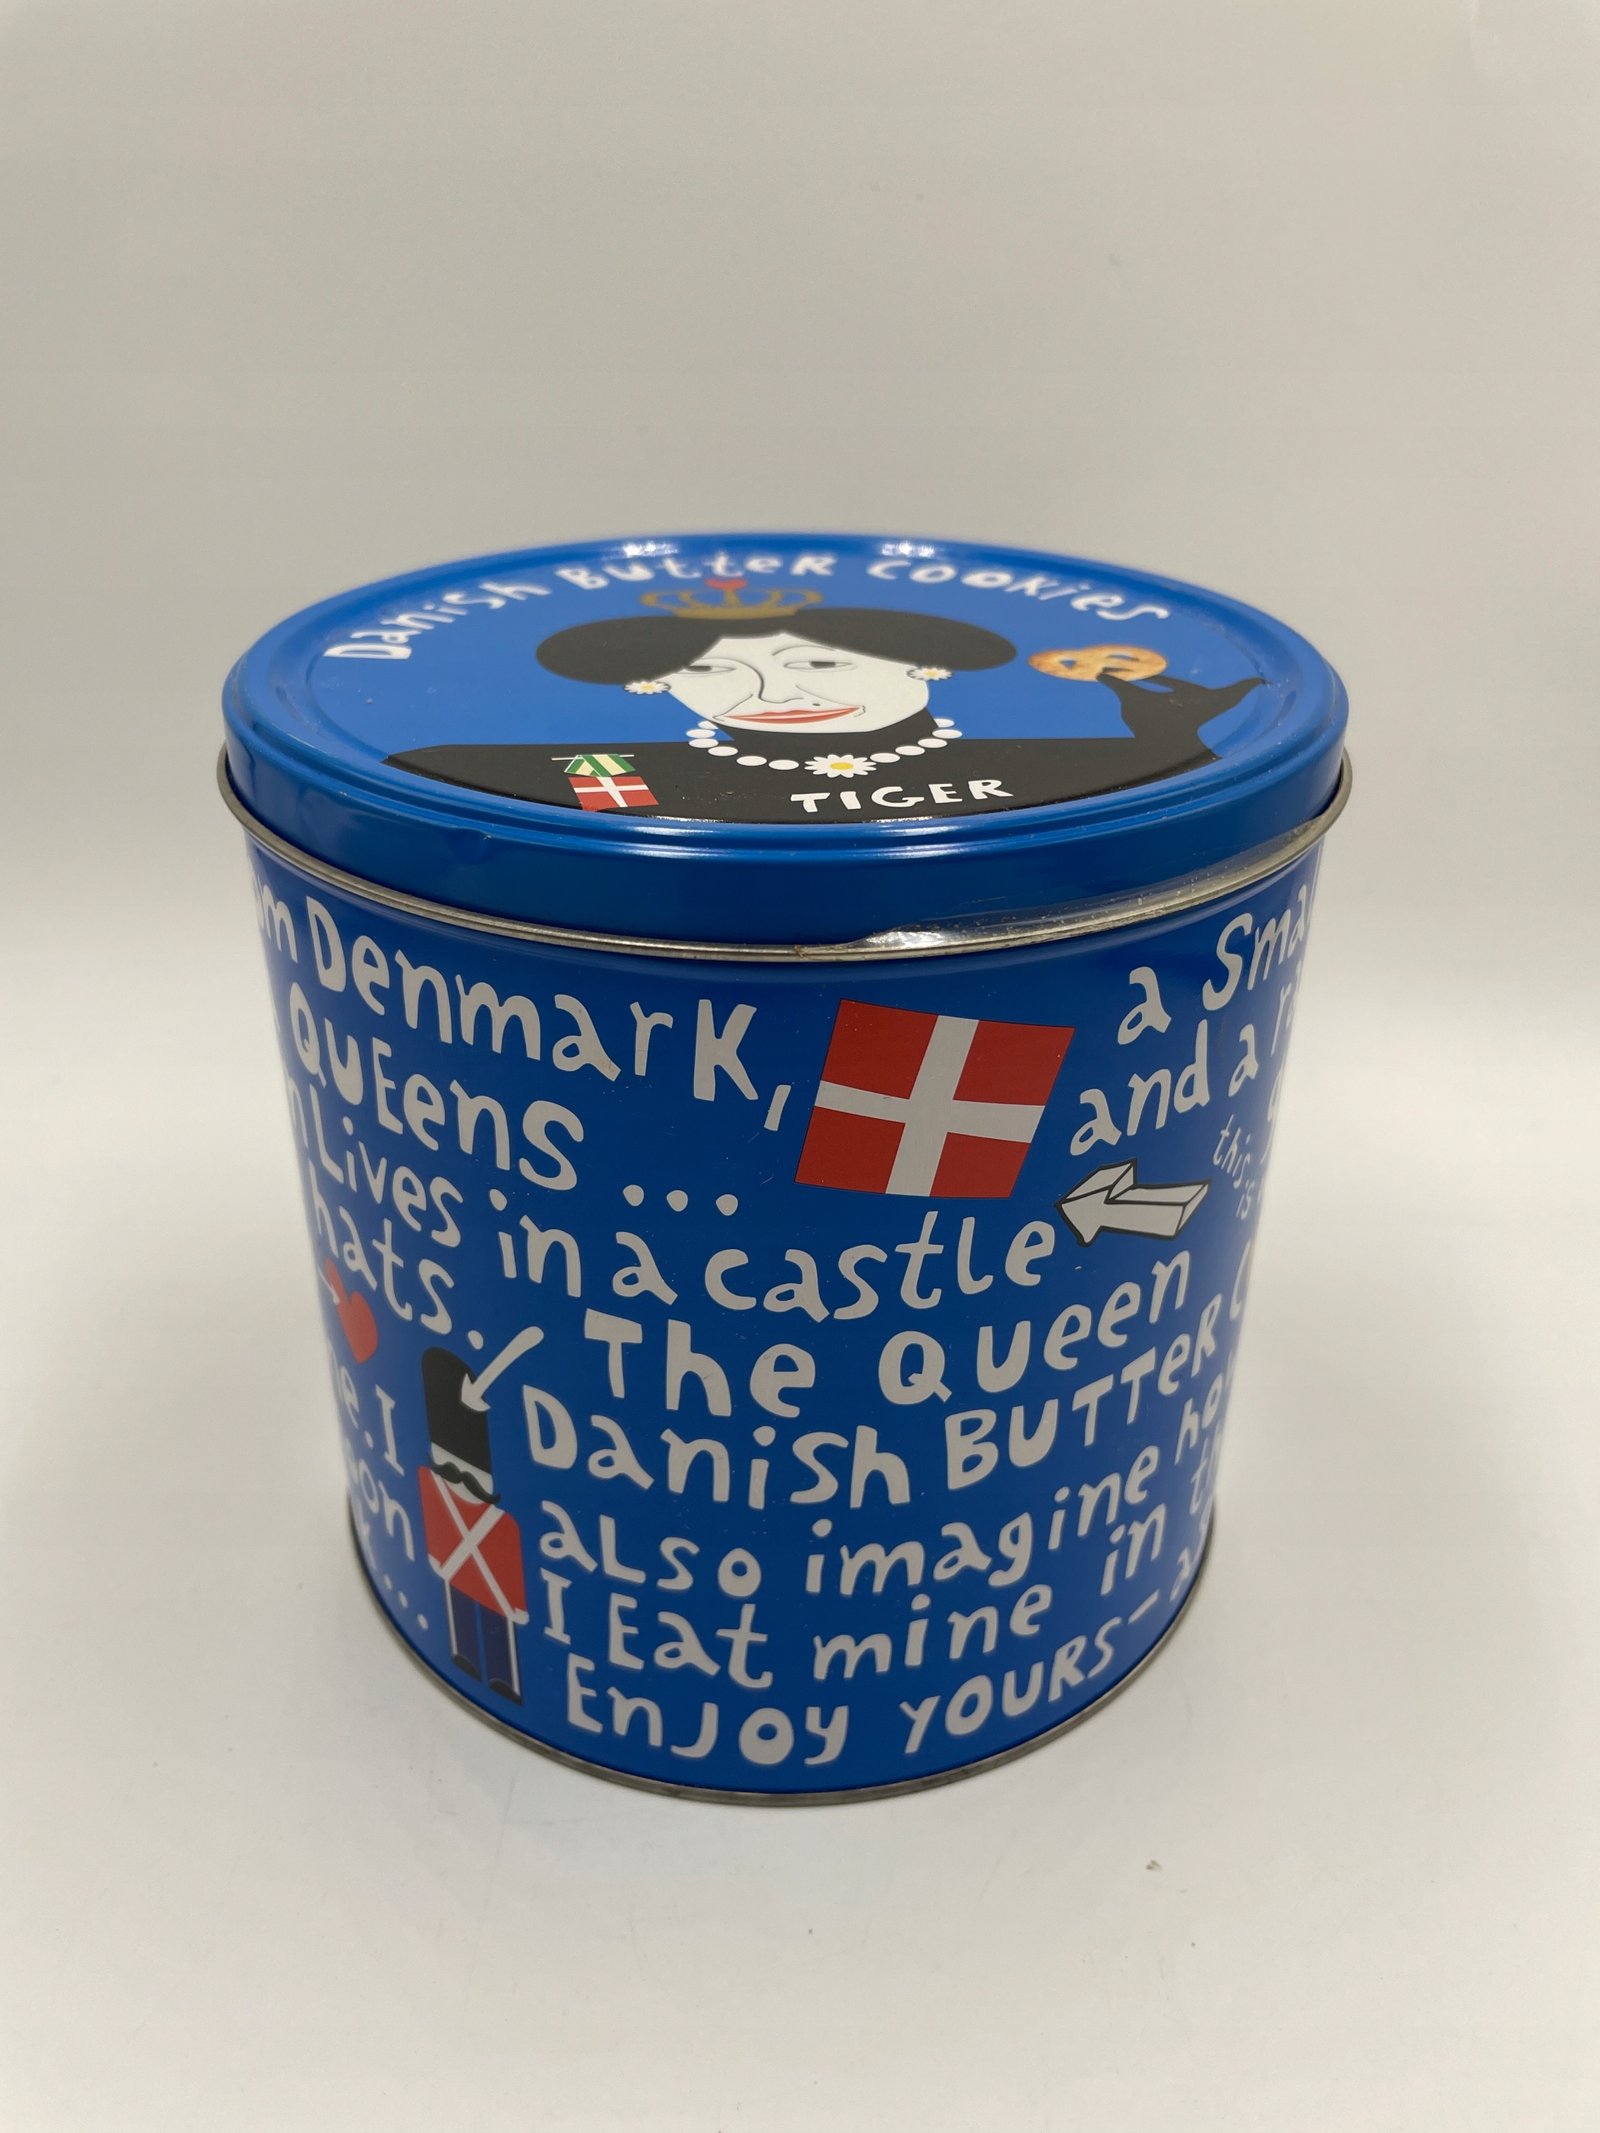 Danish Butter Cookies
TIGER
Denmark, a
Queens ... and a
Lives in a castle this is
hats. The Queen
Danish Butter
I also imagine
I Eat mine in
Enjoy yours - a